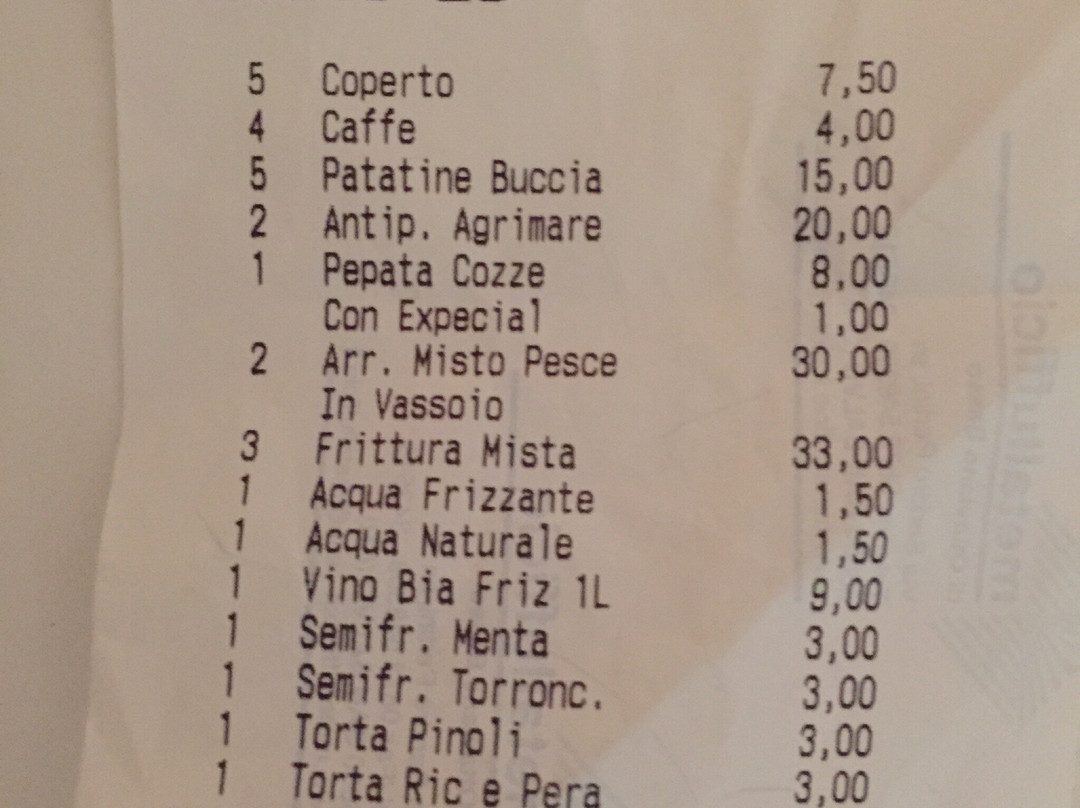 5 Coperto 7,50
4 Caffe 4,00
5 Patatine Buccia 15,00
2 Antip. Agrimare 20,00
1 Pepata Cozze 8,00
Con Expecial 1,00
2 Arr. Misto Pesce 30,00
In Vassoio
3 Frittura Mista 33,00
1 Acqua Frizzante 1,50
1 Acqua Naturale 1,50
1 Vino Bia Friz 1L 9,00
1 Semifr. Menta 3,00
1 Semifr. Torronc. 3,00
1 Torta Pinoli 3,00
1 Torta Ric e Pera 3,00